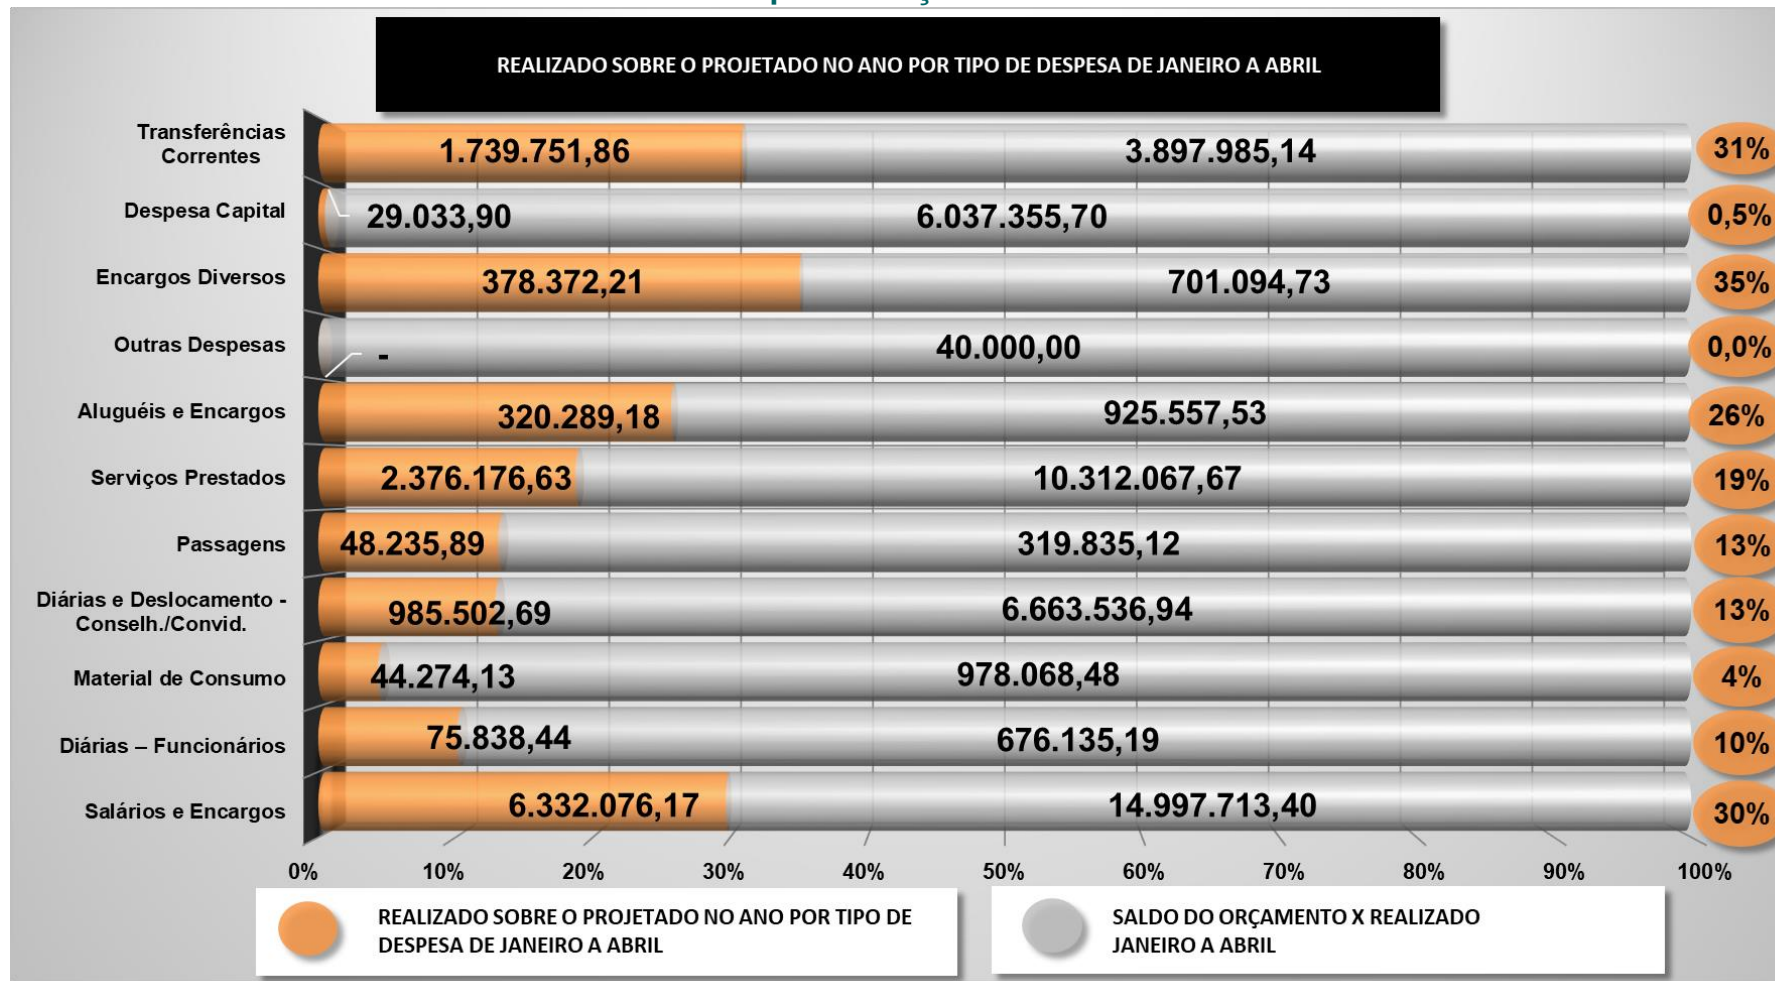 REALIZADO SOBRE O PROJETADO NO ANO POR TIPO DE DESPESA DE JANEIRO A ABRIL
Transferências
Correntes
1.739.751,86
3.897.985,14
31%
Despesa Capital
29.033,90
6.037.355,70
0,5%
Encargos Diversos
378.372,21
701.094,73
35%
Outras Despesas
-
40.000,00
0,0%
Aluguéis e Encargos
320.289,18
925.557,53
26%
Serviços Prestados
2.376.176,63
10.312.067,67
19%
Passagens
48.235,89
319.835,12
13%
Diárias e Deslocamento -
Conselh./Convid.
985.502,69
6.663.536,94
13%
Material de Consumo
44.274,13
978.068,48
4%
Diárias – Funcionários
75.838,44
676.135,19
10%
Salários e Encargos
6.332.076,17
14.997.713,40
30%
0% 10% 20% 30% 40% 50% 60% 70% 80% 90% 100%
REALIZADO SOBRE O PROJETADO NO ANO POR TIPO DE
DESPESA DE JANEIRO A ABRIL
SALDO DO ORÇAMENTO X REALIZADO
JANEIRO A ABRIL